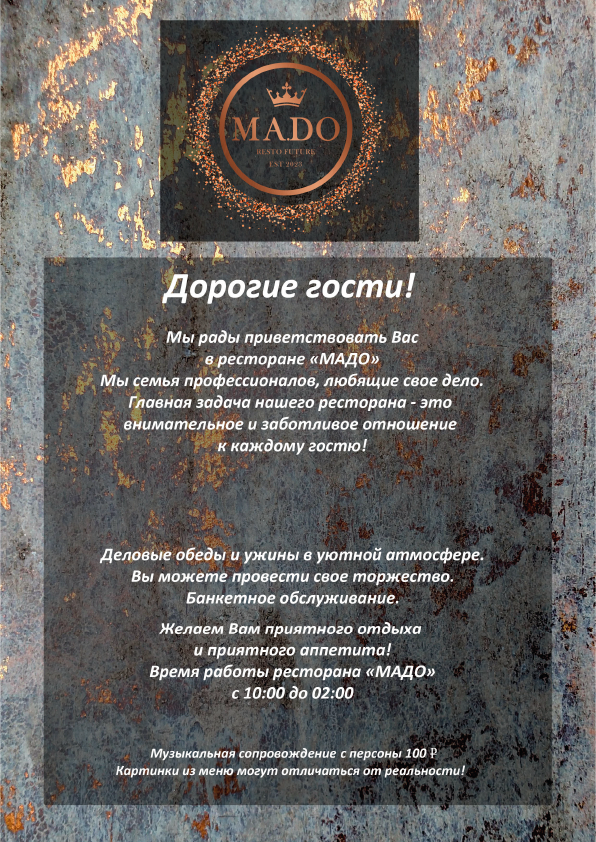 MADO
RESTO FUTURE
EST 2023
Дорогие гости!
Мы рады приветствовать Вас
в ресторане «МАДО»
Мы семья профессионалов, любящие свое дело.
Главная задача нашего ресторана - это
внимательное и заботливое отношение
к каждому гостю!
Деловые обеды и ужины в уютной атмосфере.
Вы можете провести свое торжество.
Банкетное обслуживание.
Желаем Вам приятного отдыха
и приятного аппетита!
Время работы ресторана «МАДО»
с 10:00 до 02:00
Музыкальная сопровождение с персоны 100 ₽
Картинки из меню могут отличаться от реальности!